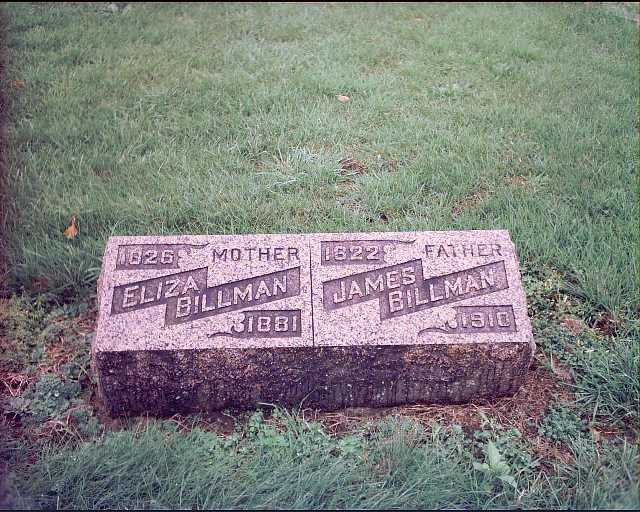 1826 MOTHER
ELIZA
BILLMAN
1881
1822 FATHER
JAMES
BILLMAN
1910